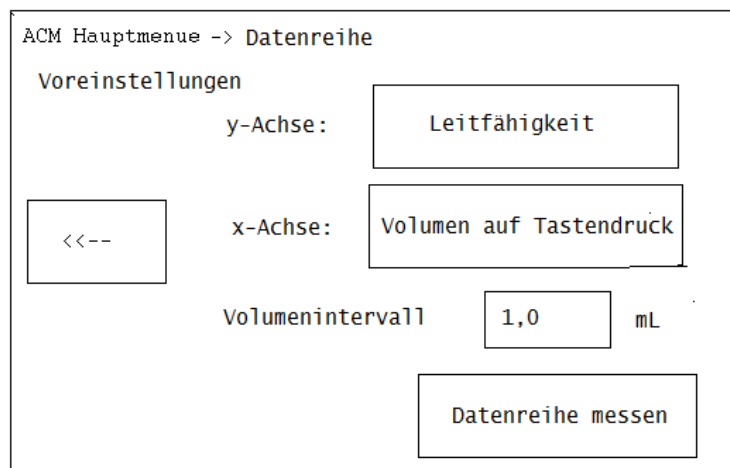 ACM Hauptmenue -> Datenreihe
Voreinstellungen
y-Achse: Leitfähigkeit
<<-- x-Achse: Volumen auf Tastendruck
Volumenintervall 1,0 mL
Datenreihe messen